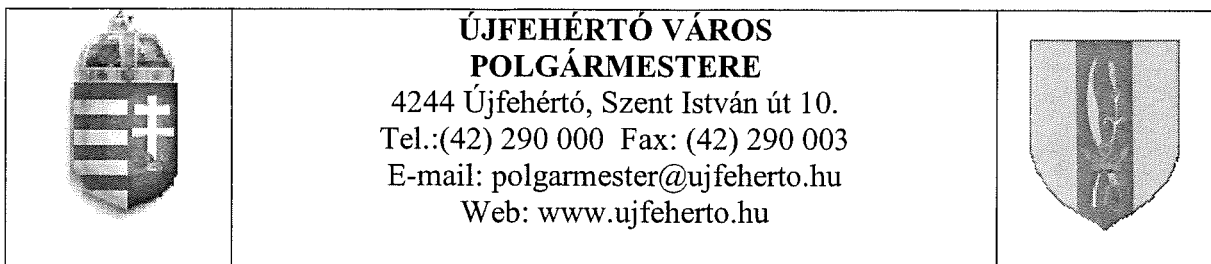 ÚJFEHÉRTÓ VÁROS
POLGÁRMESTERE
4244 Újfehértó, Szent István út 10.
Tel.:(42) 290 000 Fax: (42) 290 003
E-mail: polgarmester@ujfeherto.hu
Web: www.ujfeherto.hu